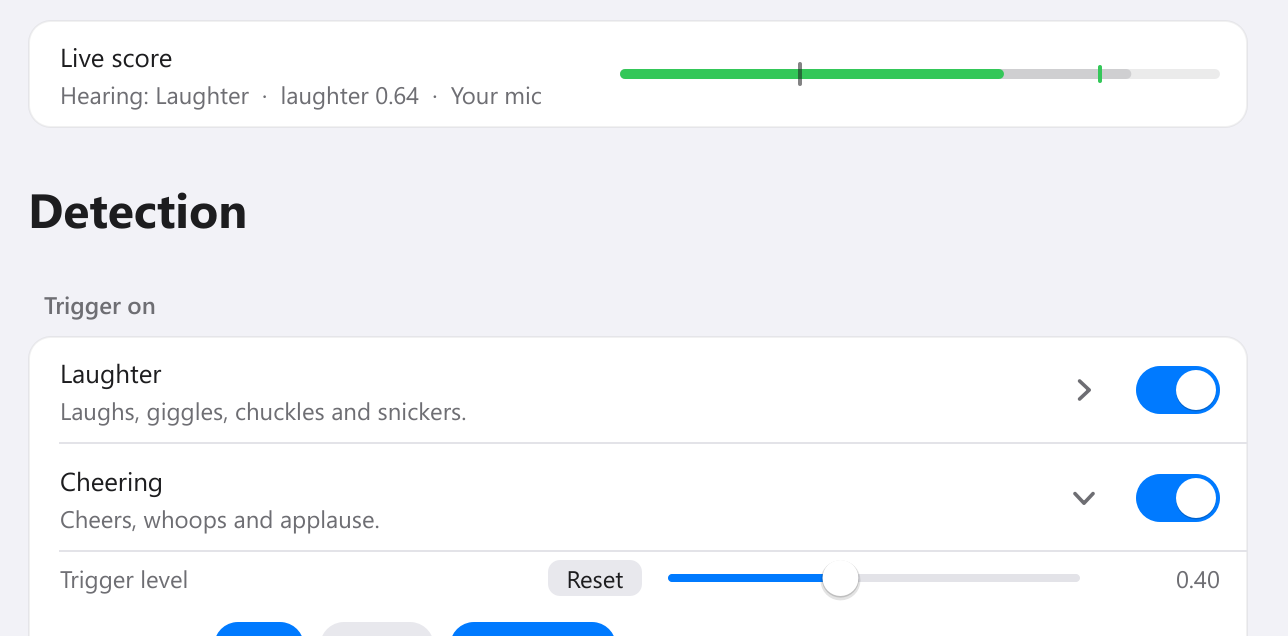 Live score
Hearing: Laughter · laughter 0.64 · Your mic
Detection
Trigger on
Laughter
Laughs, giggles, chuckles and snickers.
Cheering
Cheers, whoops and applause.
Trigger level Reset 0.40